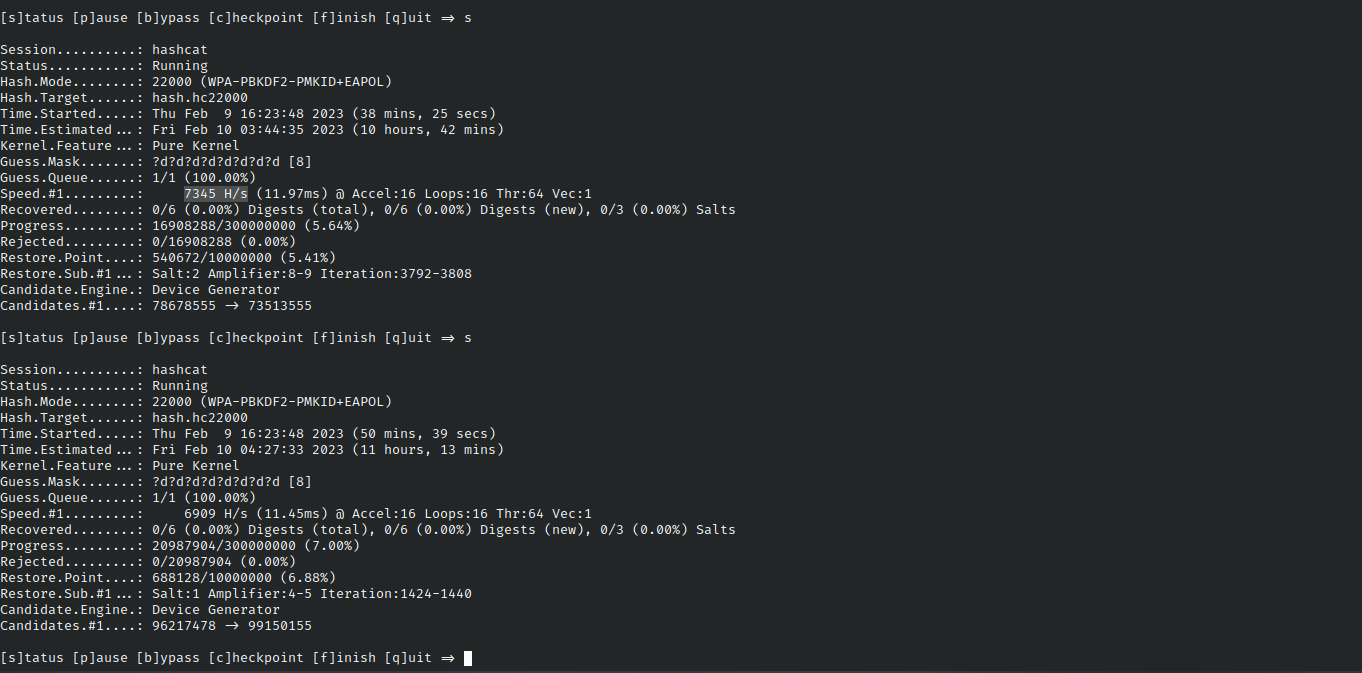 [s]tatus [p]ause [b]ypass [c]heckpoint [f]inish [q]uit => s
Session..........: hashcat
Status...........: Running
Hash.Mode........: 22000 (WPA-PBKDF2-PMKID+EAPOL)
Hash.Target......: hash.hc22000
Time.Started.....: Thu Feb  9 16:23:48 2023 (38 mins, 25 secs)
Time.Estimated...: Fri Feb 10 03:44:35 2023 (10 hours, 42 mins)
Kernel.Feature...: Pure Kernel
Guess.Mask.......: ?d?d?d?d?d?d?d?d [8]
Guess.Queue......: 1/1 (100.00%)
Speed.#1.........:     7345 H/s (11.97ms) @ Accel:16 Loops:16 Thr:64 Vec:1
Recovered........: 0/6 (0.00%) Digests (total), 0/6 (0.00%) Digests (new), 0/3 (0.00%) Salts
Progress.........: 16908288/300000000 (5.64%)
Rejected.........: 0/16908288 (0.00%)
Restore.Point....: 540672/10000000 (5.41%)
Restore.Sub.#1...: Salt:2 Amplifier:8-9 Iteration:3792-3808
Candidate.Engine.: Device Generator
Candidates.#1....: 78678555 -> 73513555
[s]tatus [p]ause [b]ypass [c]heckpoint [f]inish [q]uit => s
Session..........: hashcat
Status...........: Running
Hash.Mode........: 22000 (WPA-PBKDF2-PMKID+EAPOL)
Hash.Target......: hash.hc22000
Time.Started.....: Thu Feb  9 16:23:48 2023 (50 mins, 39 secs)
Time.Estimated...: Fri Feb 10 04:27:33 2023 (11 hours, 13 mins)
Kernel.Feature...: Pure Kernel
Guess.Mask.......: ?d?d?d?d?d?d?d?d [8]
Guess.Queue......: 1/1 (100.00%)
Speed.#1.........:     6909 H/s (11.45ms) @ Accel:16 Loops:16 Thr:64 Vec:1
Recovered........: 0/6 (0.00%) Digests (total), 0/6 (0.00%) Digests (new), 0/3 (0.00%) Salts
Progress.........: 20987904/300000000 (7.00%)
Rejected.........: 0/20987904 (0.00%)
Restore.Point....: 688128/10000000 (6.88%)
Restore.Sub.#1...: Salt:1 Amplifier:4-5 Iteration:1424-1440
Candidate.Engine.: Device Generator
Candidates.#1....: 96217478 -> 99150155
[s]tatus [p]ause [b]ypass [c]heckpoint [f]inish [q]uit =>